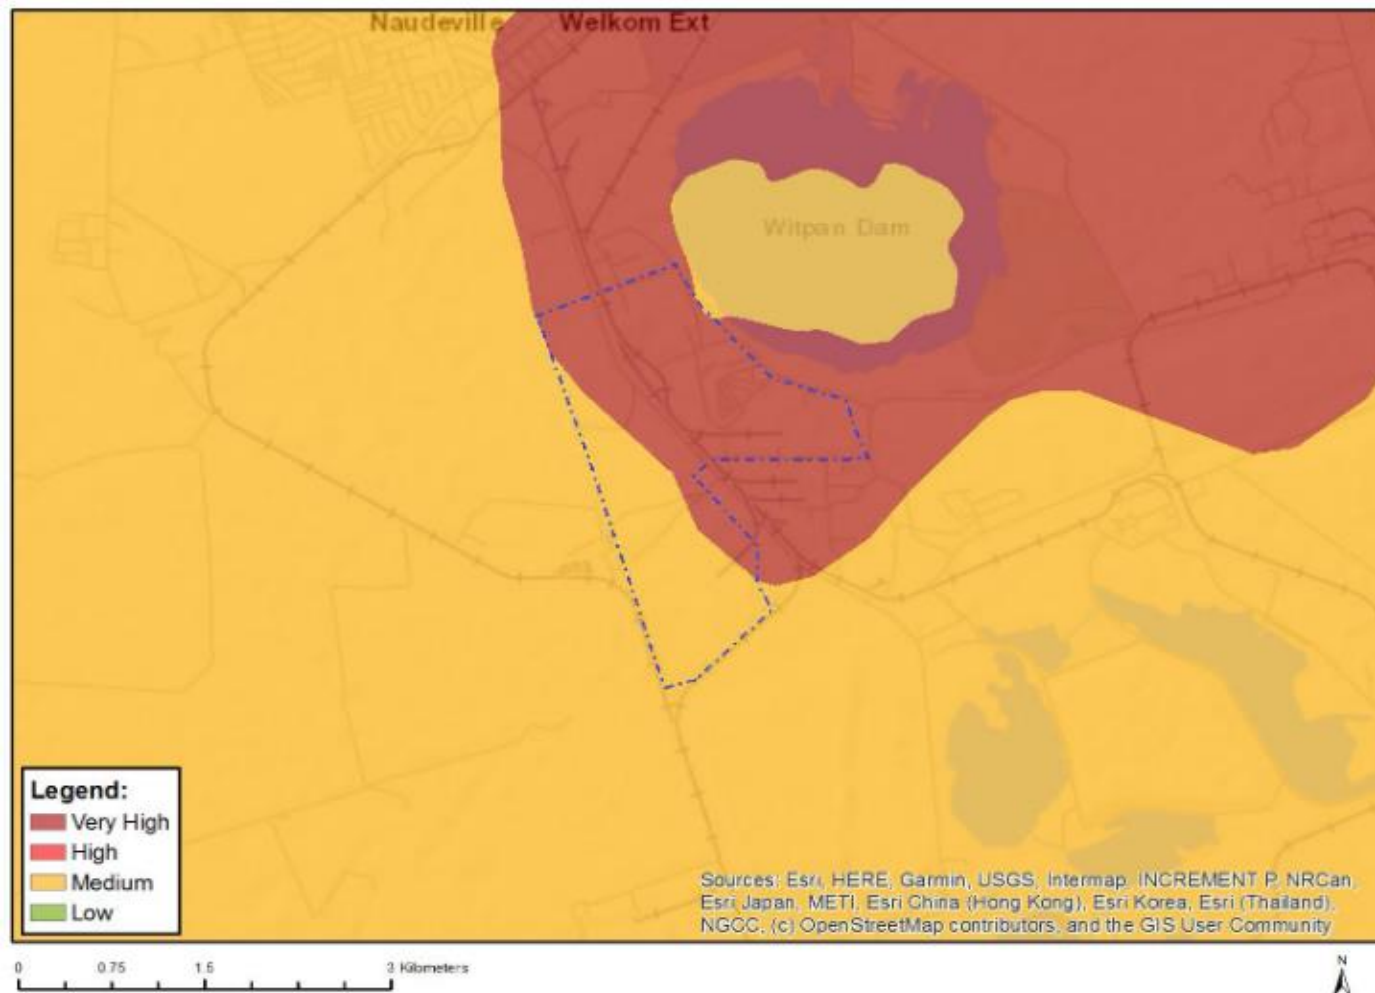 Naudeville Welkom Ext
Witpan Dam
Legend:
Very High
High
Medium
Low
Sources: Esri, HERE, Garmin, USGS, Intermap, INCREMENT P, NRCan,
Esri Japan, METI, Esri China (Hong Kong), Esri Korea, Esri (Thailand),
NGCC, (c) OpenStreetMap contributors, and the GIS User Community
0 0.75 1.5 3 Kilometers
N